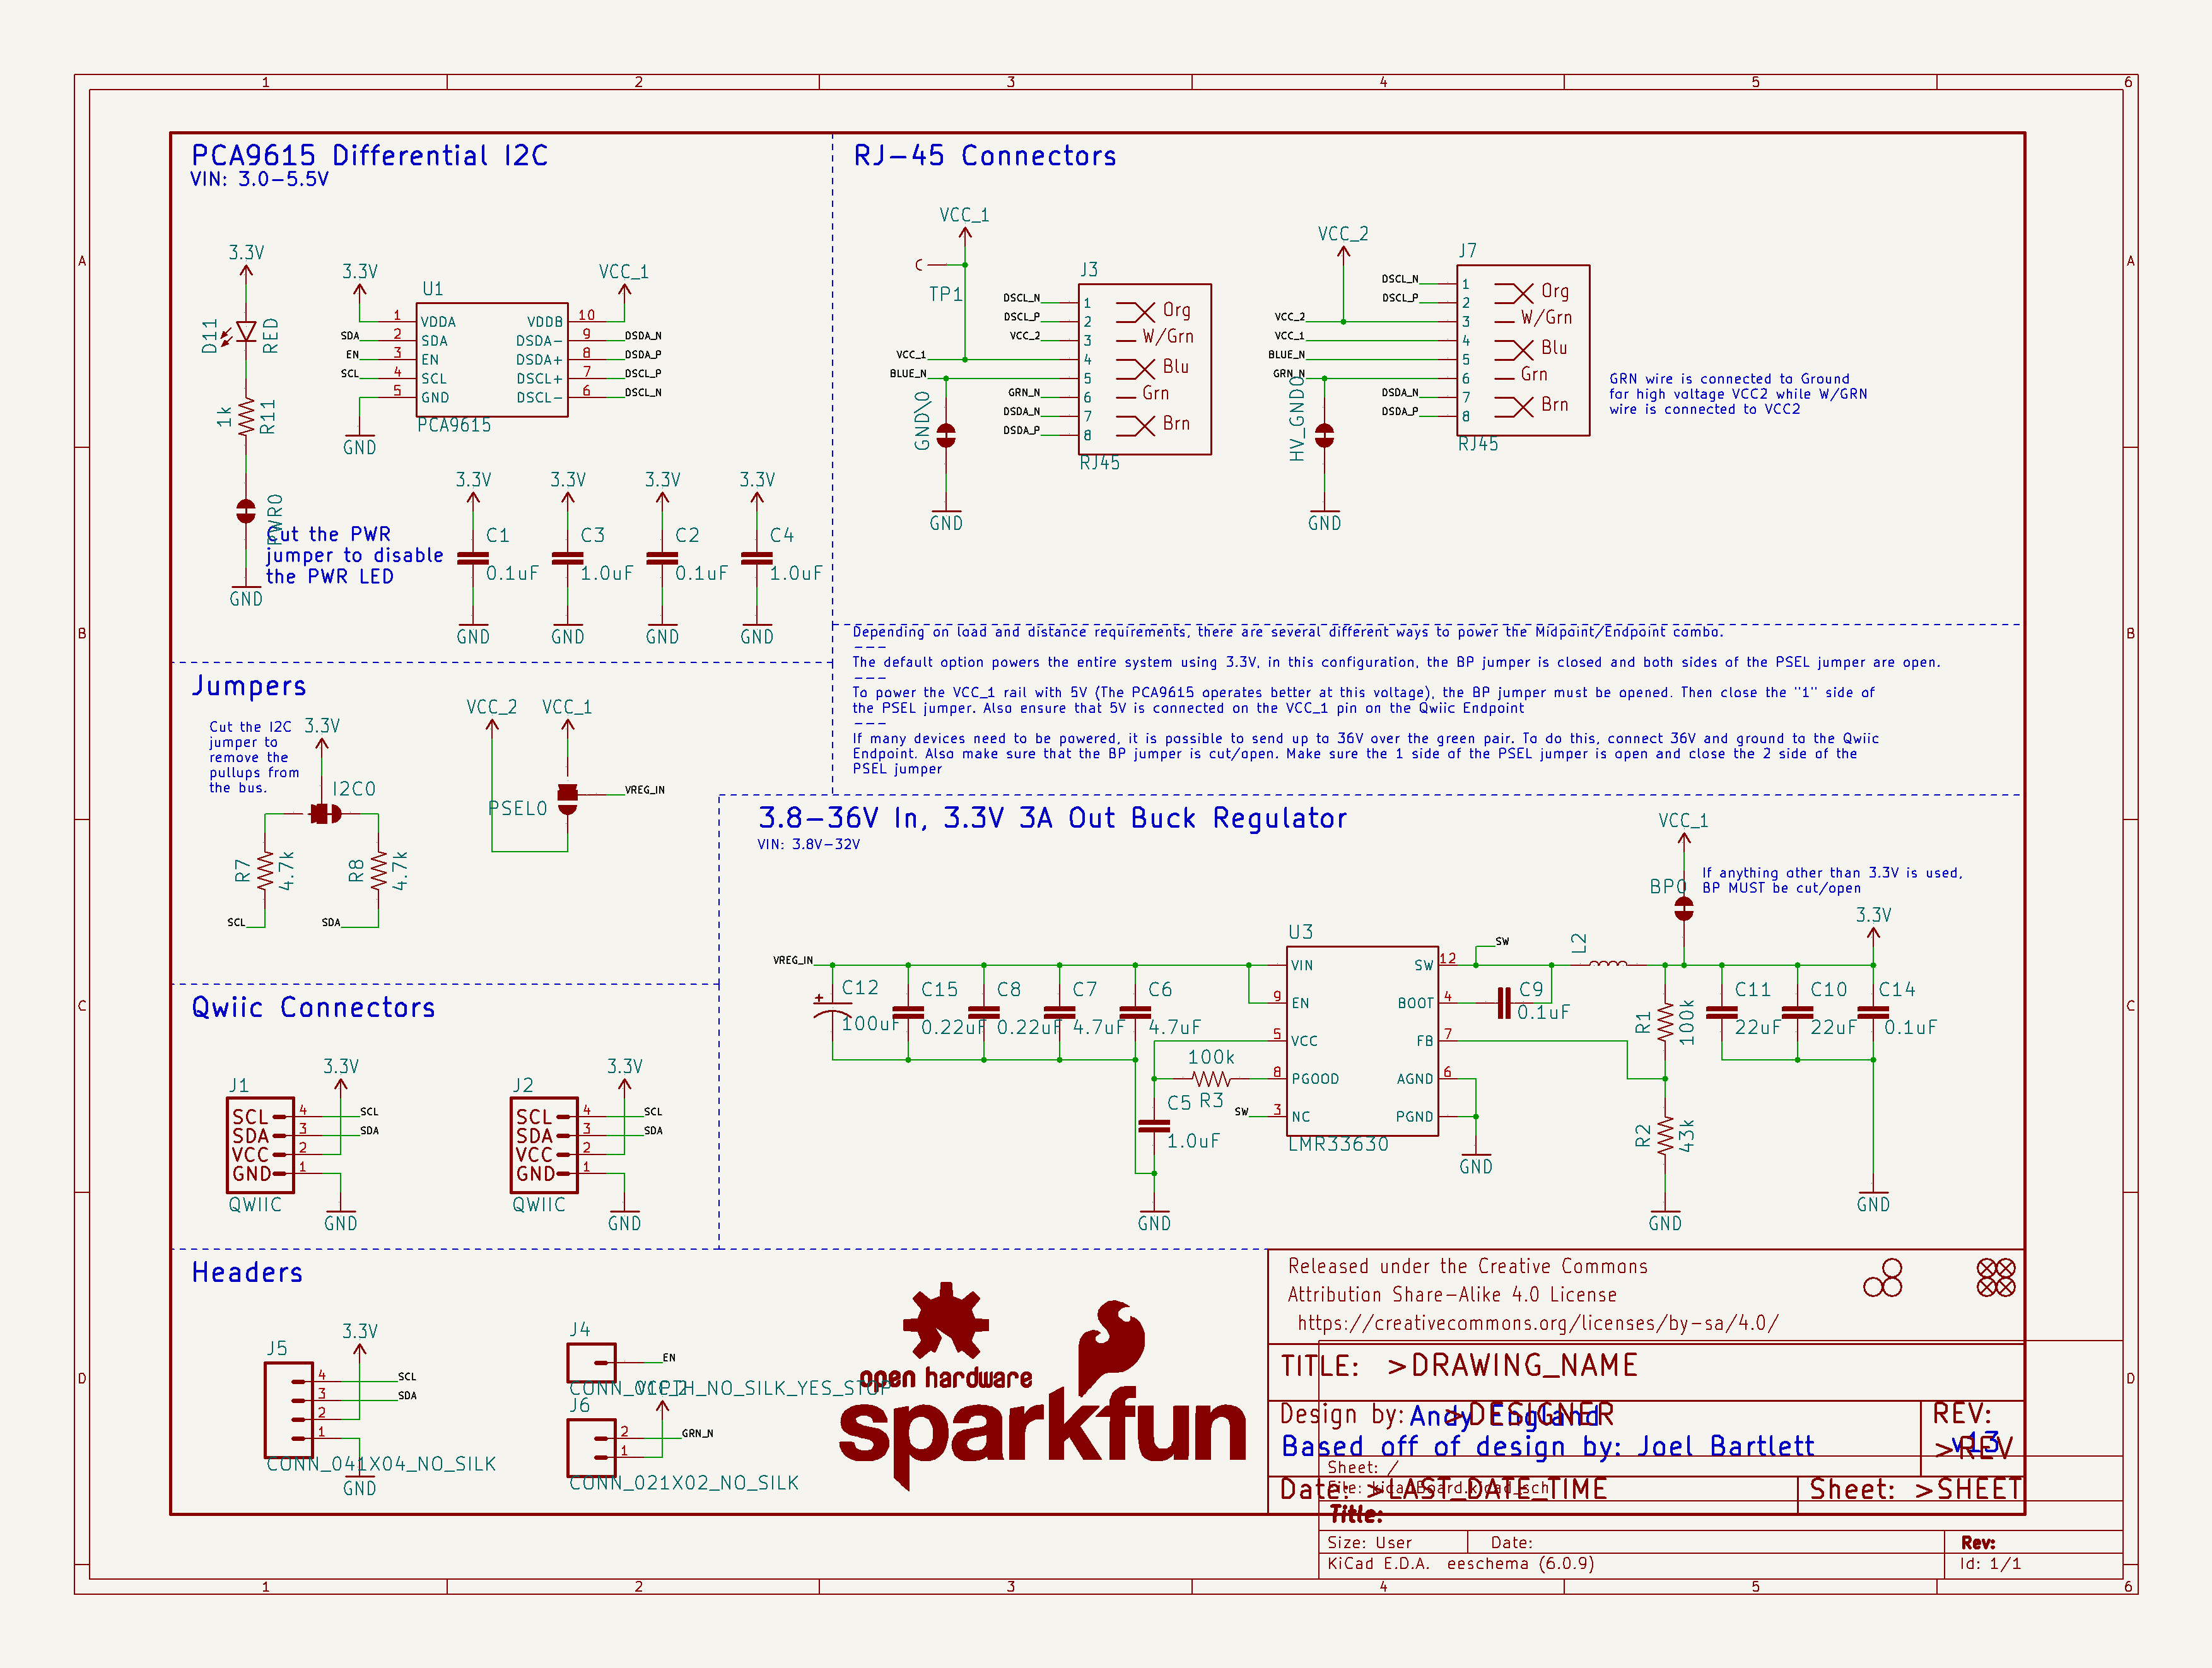 1 2 3 4 5 6
A
B
C
D
PCA9615 Differential I2C
VIN: 3.0-5.5V
3.3V
D11
RED
1k
R11
PWR0
GND
Cut the PWR
jumper to disable
the PWR LED
3.3V
U1
VCC_1
1 VDDA VDDB 10
SDA 2 SDA DSDA- 9 DSDA_N
EN 3 EN DSDA+ 8 DSDA_P
SCL 4 SCL DSCL+ 7 DSCL_P
5 GND DSCL- 6 DSCL_N
PCA9615
GND
3.3V 3.3V 3.3V 3.3V
C1 C3 C2 C4
0.1uF 1.0uF 0.1uF 1.0uF
GND GND GND GND
RJ-45 Connectors
VCC_1
C
TP1
J3
DSCL_N 1 Org
DSCL_P 2
VCC_2 3 W/Grn
VCC_1 4 Blu
BLUE_N 5
GRN_N 6 Grn
DSDA_N 7 Brn
DSDA_P 8
RJ45
GND\0
GND
VCC_2
J7
DSCL_N 1 Org
DSCL_P 2
VCC_2 3 W/Grn
VCC_1 4 Blu
BLUE_N 5
GRN_N 6 Grn
DSDA_N 7 Brn
DSDA_P 8
RJ45
HV_GND0
GND
GRN wire is connected to Ground
for high voltage VCC2 while W/GRN
wire is connected to VCC2
Depending on load and distance requirements, there are several different ways to power the Midpoint/Endpoint combo.
---
The default option powers the entire system using 3.3V, in this configuration, the BP jumper is closed and both sides of the PSEL jumper are open.
---
To power the VCC_1 rail with 5V (The PCA9615 operates better at this voltage), the BP jumper must be opened. Then close the "1" side of
the PSEL jumper. Also ensure that 5V is connected on the VCC_1 pin on the Qwiic Endpoint
---
If many devices need to be powered, it is possible to send up to 36V over the green pair. To do this, connect 36V and ground to the Qwiic
Endpoint. Also make sure that the BP jumper is cut/open. Make sure the 1 side of the PSEL jumper is open and close the 2 side of the
PSEL jumper
Jumpers
Cut the I2C
jumper to
remove the
pullups from
the bus.
3.3V
I2C0
R7
4.7k
R8
4.7k
SCL
SDA
VCC_2 VCC_1
PSEL0
VREG_IN
3.8-36V In, 3.3V 3A Out Buck Regulator
VIN: 3.8V-32V
VREG_IN
C12 C15 C8 C7 C6
100uF 0.22uF 0.22uF 4.7uF 4.7uF
100k
R3
C5
1.0uF
SW
GND
U3
VIN SW 12
9 EN BOOT 4
5 VCC FB 7
8 PGOOD AGND 6
3 NC PGND
LMR33630
GND
SW
C9
0.1uF
L2
VCC_1
BP0
If anything other than 3.3V is used,
BP MUST be cut/open
3.3V
R1
100k
R2
43k
C11 C10 C14
22uF 22uF 0.1uF
GND GND
Qwiic Connectors
J1
3.3V
SCL 4 SCL
SDA 3 SDA
VCC 2
GND 1
QWIIC
GND
J2
3.3V
SCL 4 SCL
SDA 3 SDA
VCC 2
GND 1
QWIIC
GND
Headers
J5
3.3V
4 SCL
3 SDA
2
1
CONN_041X04_NO_SILK
GND
J4
EN
CONN_01PTH_NO_SILK_YES_STOP
VCC_2
J6
2 GRN_N
1
CONN_021X02_NO_SILK
open hardware
sparkfun
Released under the Creative Commons
Attribution Share-Alike 4.0 License
https://creativecommons.org/licenses/by-sa/4.0/
TITLE: >DRAWING_NAME
Design by: Andy England >DESIGNER
Based off of design by: Joel Bartlett
REV:
v13
>REV
Date: >LAST_DATE_TIME
Sheet: >SHEET
Sheet: /
File: kicadBoard.kicad_sch
Title:
Size: User Date: Rev:
KiCad E.D.A. eeschema (6.0.9) Id: 1/1
A
B
C
D
1 2 3 4 5 6